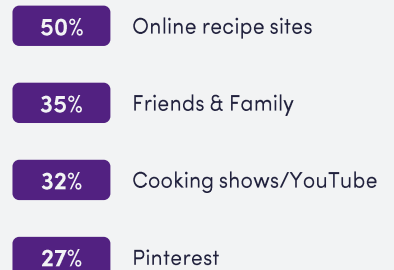 50% Online recipe sites
35% Friends & Family
32% Cooking shows/YouTube
27% Pinterest